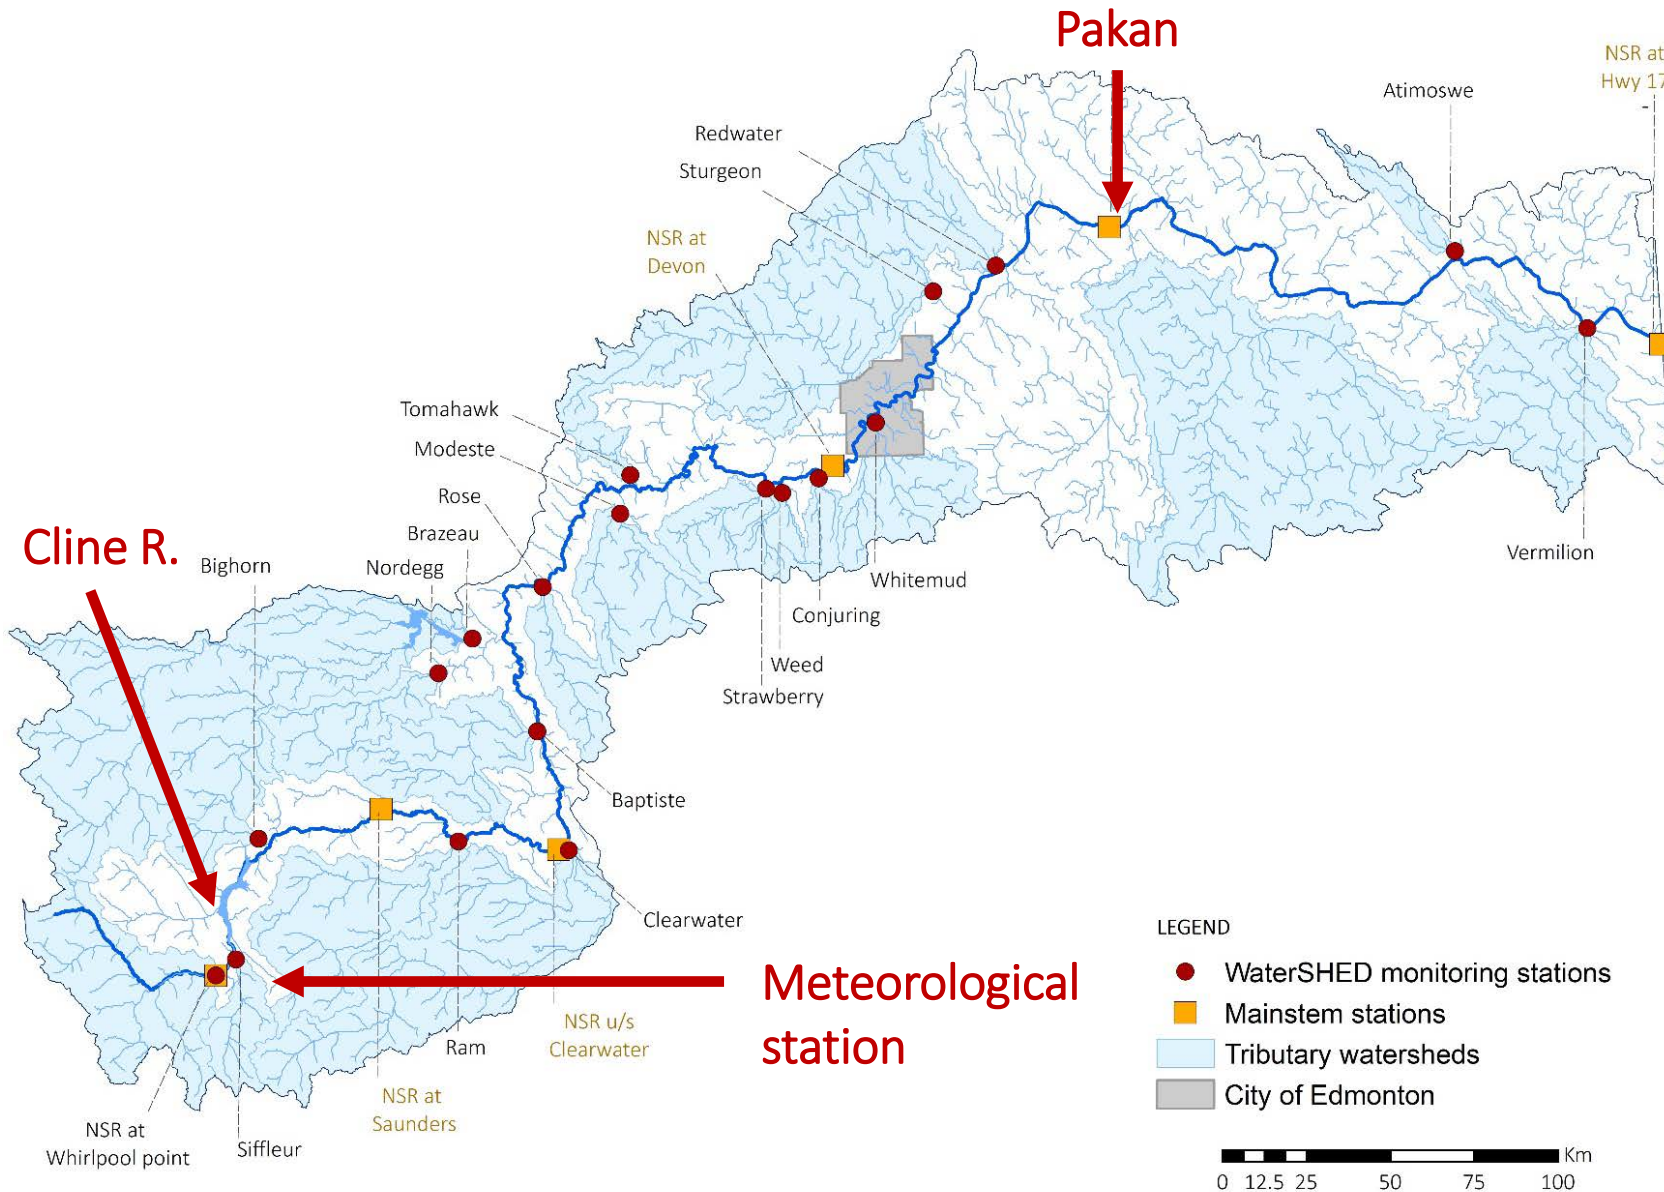 Pakan
NSR at
Hwy 17
Atimoswe
Redwater
Sturgeon
NSR at
Devon
Tomahawk
Modeste
Rose
Brazeau
Nordegg
Bighorn
Cline R.
Whitemud
Conjuring
Weed
Strawberry
Vermilion
Baptiste
Clearwater
Meteorological
station
NSR u/s
Clearwater
Ram
NSR at
Saunders
NSR at
Whirlpool point
Siffleur
LEGEND
WaterSHED monitoring stations
Mainstem stations
Tributary watersheds
City of Edmonton
Km
0 12.5 25 50 75 100